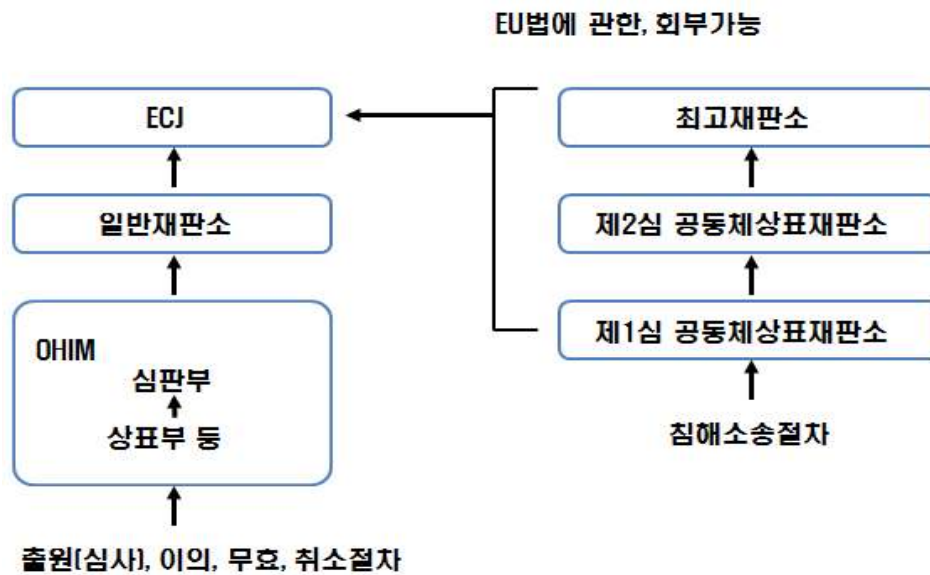 EU법에 관한, 회부가능
ECJ
최고재판소
일반재판소
제2심 공동체상표재판소
제1심 공동체상표재판소
OHIM
심판부
상표부 등
침해소송절차
출원(심사), 이의, 무효, 취소절차